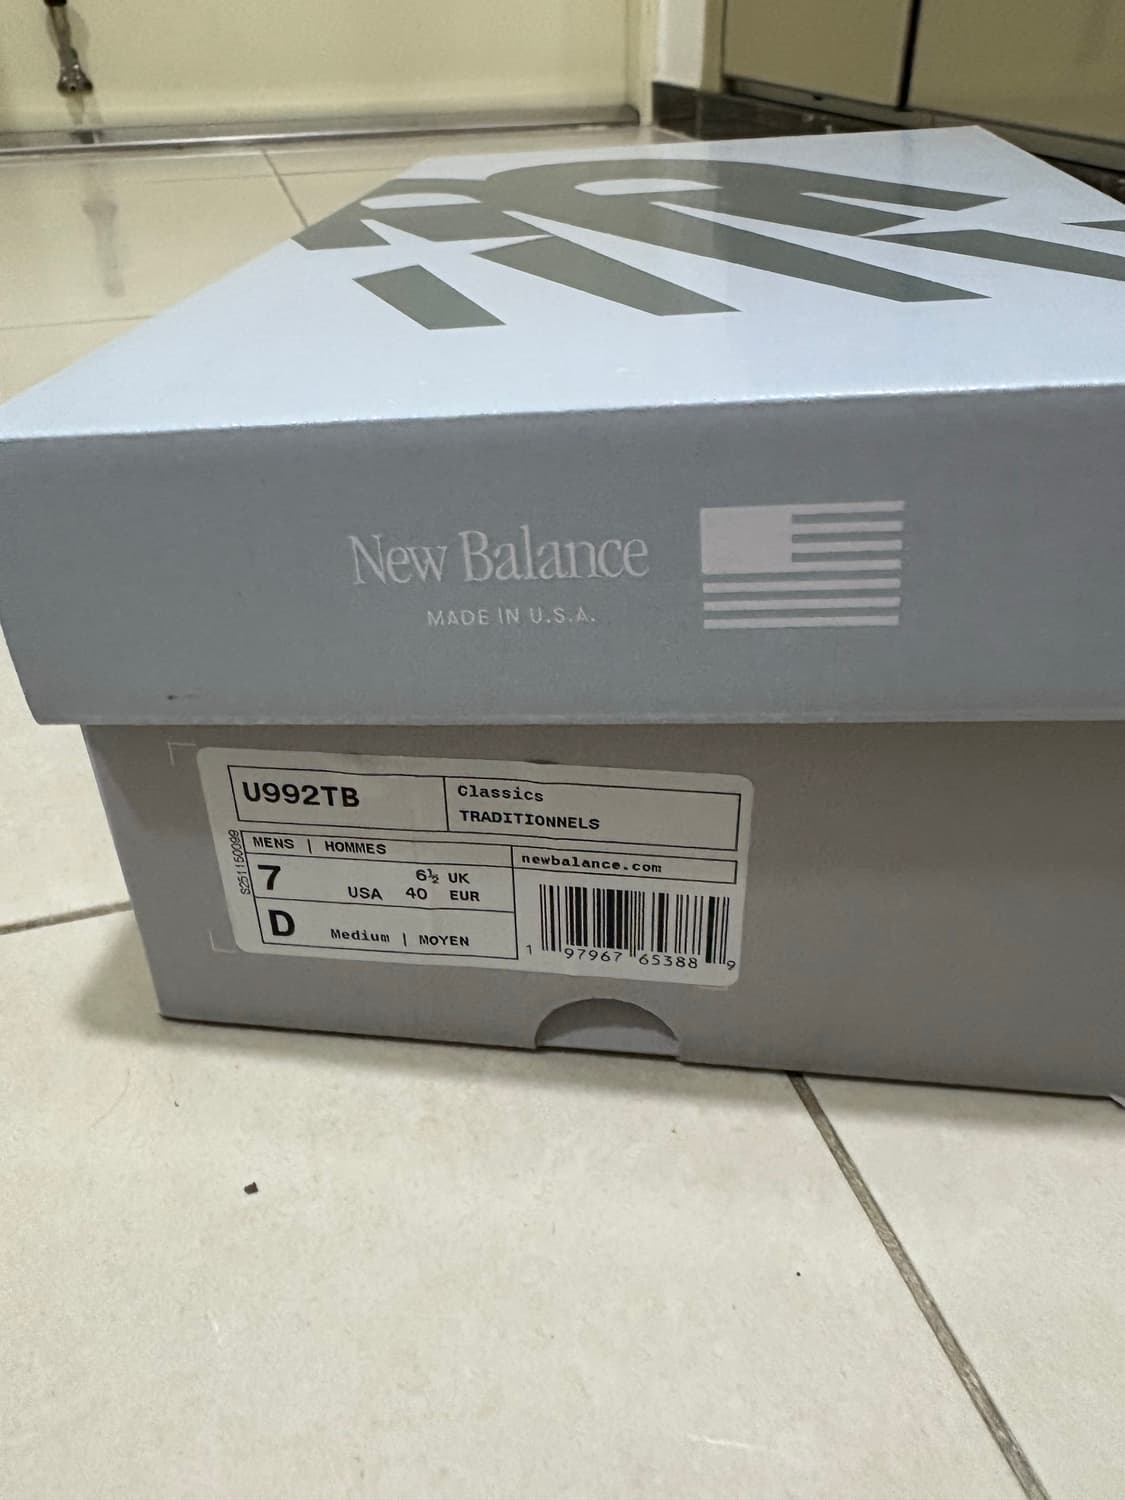 New Balance
MADE IN U.S.A.
U992TB
Classics
TRADITIONNELS
MENS | HOMMES
7
6½ UK
USA 40 EUR
D
Medium | MOYEN
newbalance.com
1 97967 65388 9
S251150099